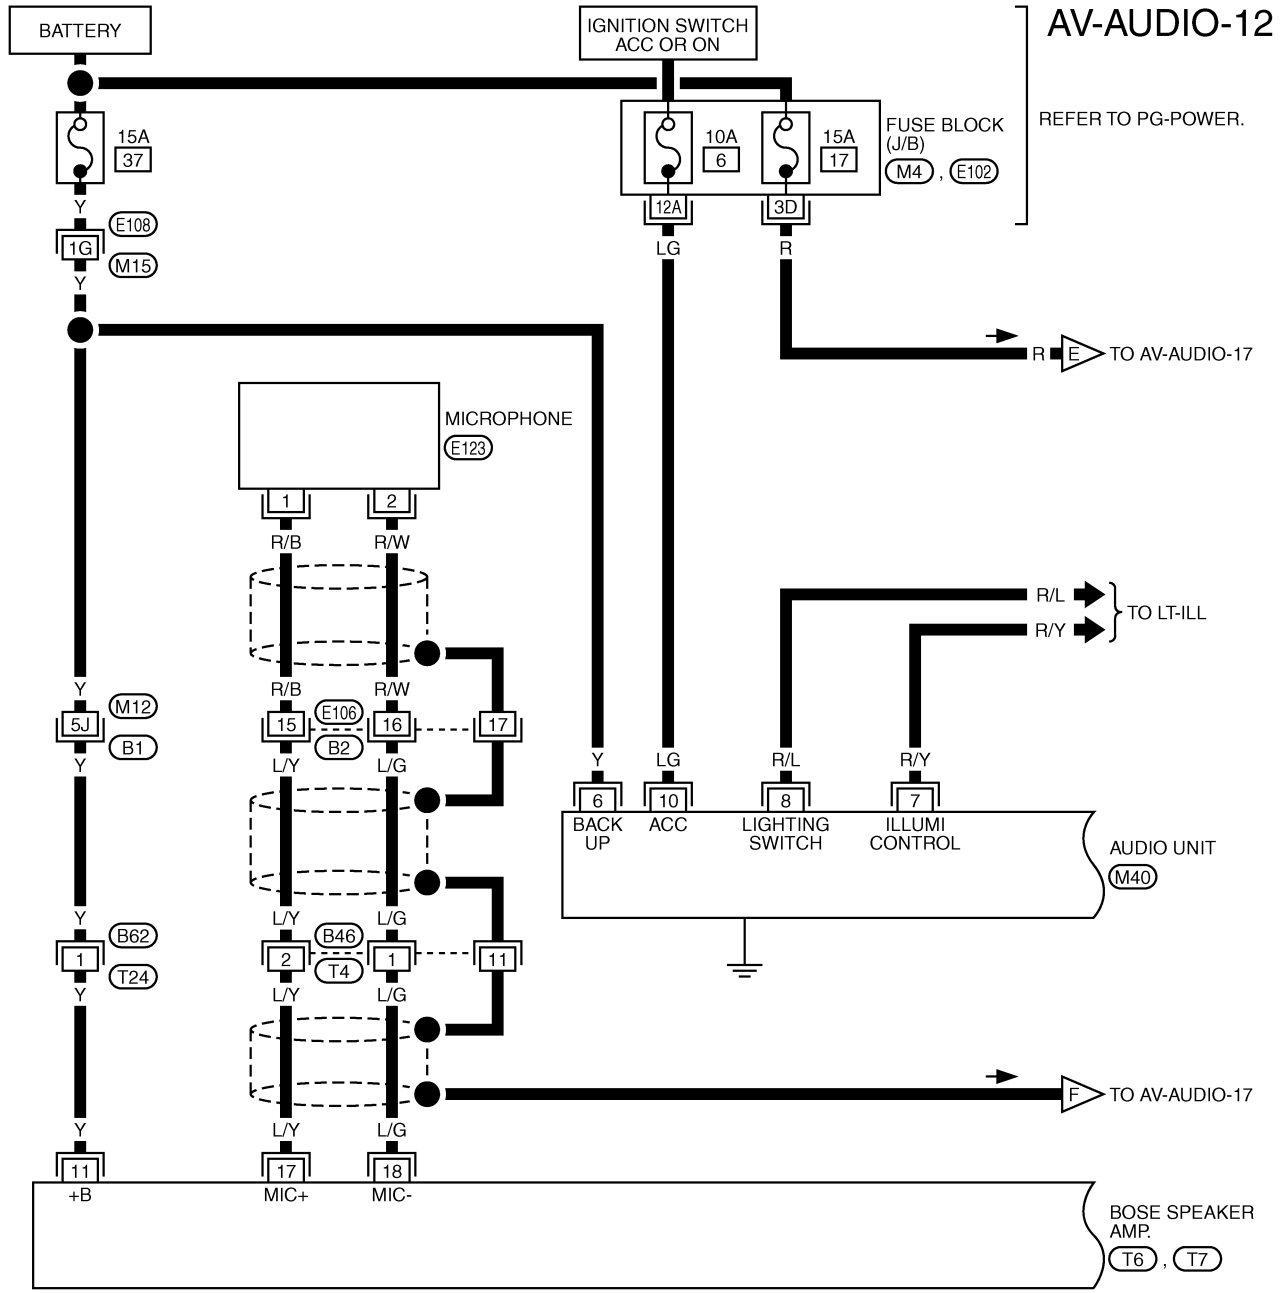 AV-AUDIO-12
BATTERY
IGNITION SWITCH
ACC OR ON
REFER TO PG-POWER.
15A
37
10A
6
15A
17
FUSE BLOCK
(J/B)
M4 , E102
Y
12A
3D
E108
1G
M15
LG
R
Y
R
E
TO AV-AUDIO-17
MICROPHONE
E123
1
2
R/B
R/W
R/L
R/Y
TO LT-ILL
Y
R/B
R/W
M12
5J
B1
15
E106
B2
16
17
Y
L/Y
L/G
Y
LG
R/L
R/Y
6
10
8
7
BACK
UP
ACC
LIGHTING
SWITCH
ILLUMI
CONTROL
AUDIO UNIT
M40
Y
L/Y
L/G
B62
1
T24
2
B46
T4
1
11
Y
L/Y
L/G
F
TO AV-AUDIO-17
Y
L/Y
L/G
11
17
18
+B
MIC+
MIC-
BOSE SPEAKER
AMP.
T6 , T7